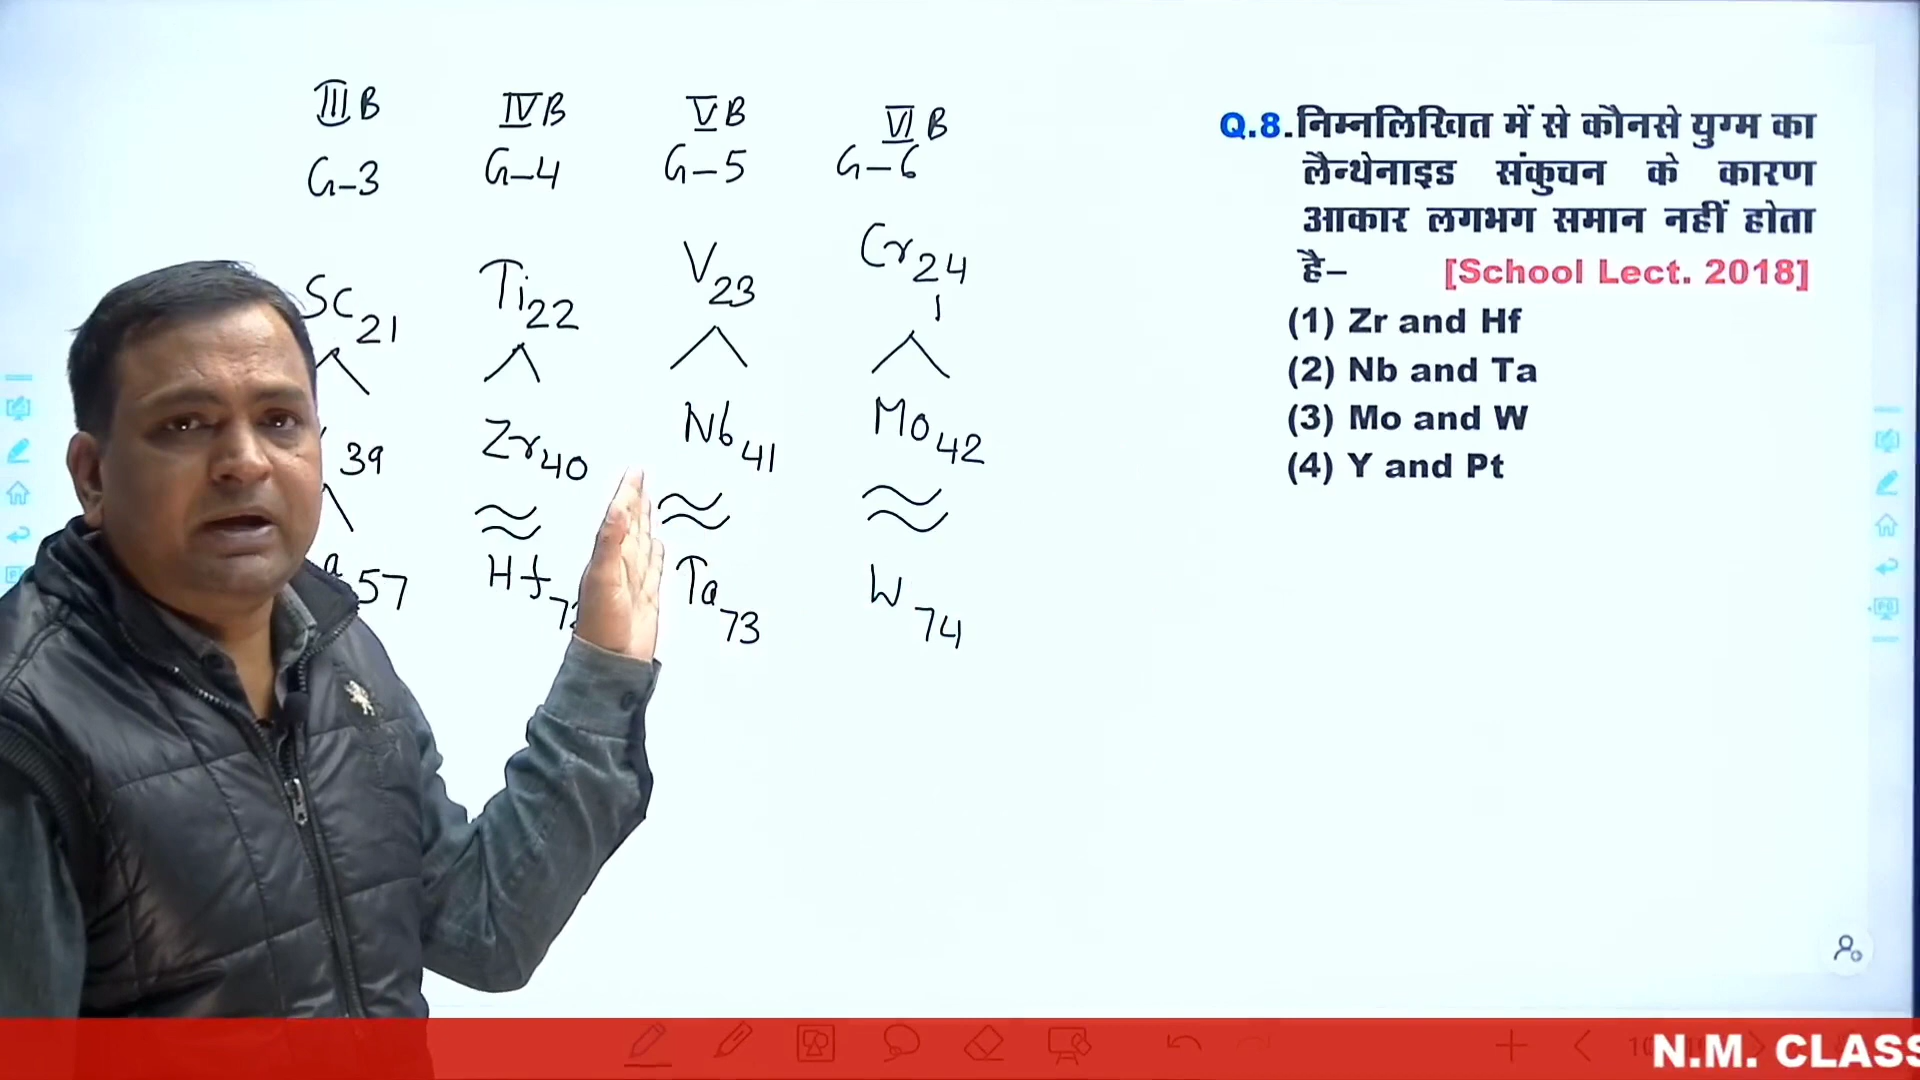 III B IV B V B VI B
G-3 G-4 G-5 G-6
Sc21 Ti22 V23 Cr24
39 Zr40 Nb41 Mo42
≈ ≈ ≈
a57 Hf72 Ta73 W74
Q.8. निम्नलिखित में से कौनसे युग्म का
लैन्थेनाइड संकुचन के कारण
आकार लगभग समान नहीं होता
है– [School Lect. 2018]
(1) Zr and Hf
(2) Nb and Ta
(3) Mo and W
(4) Y and Pt
N.M. CLASS